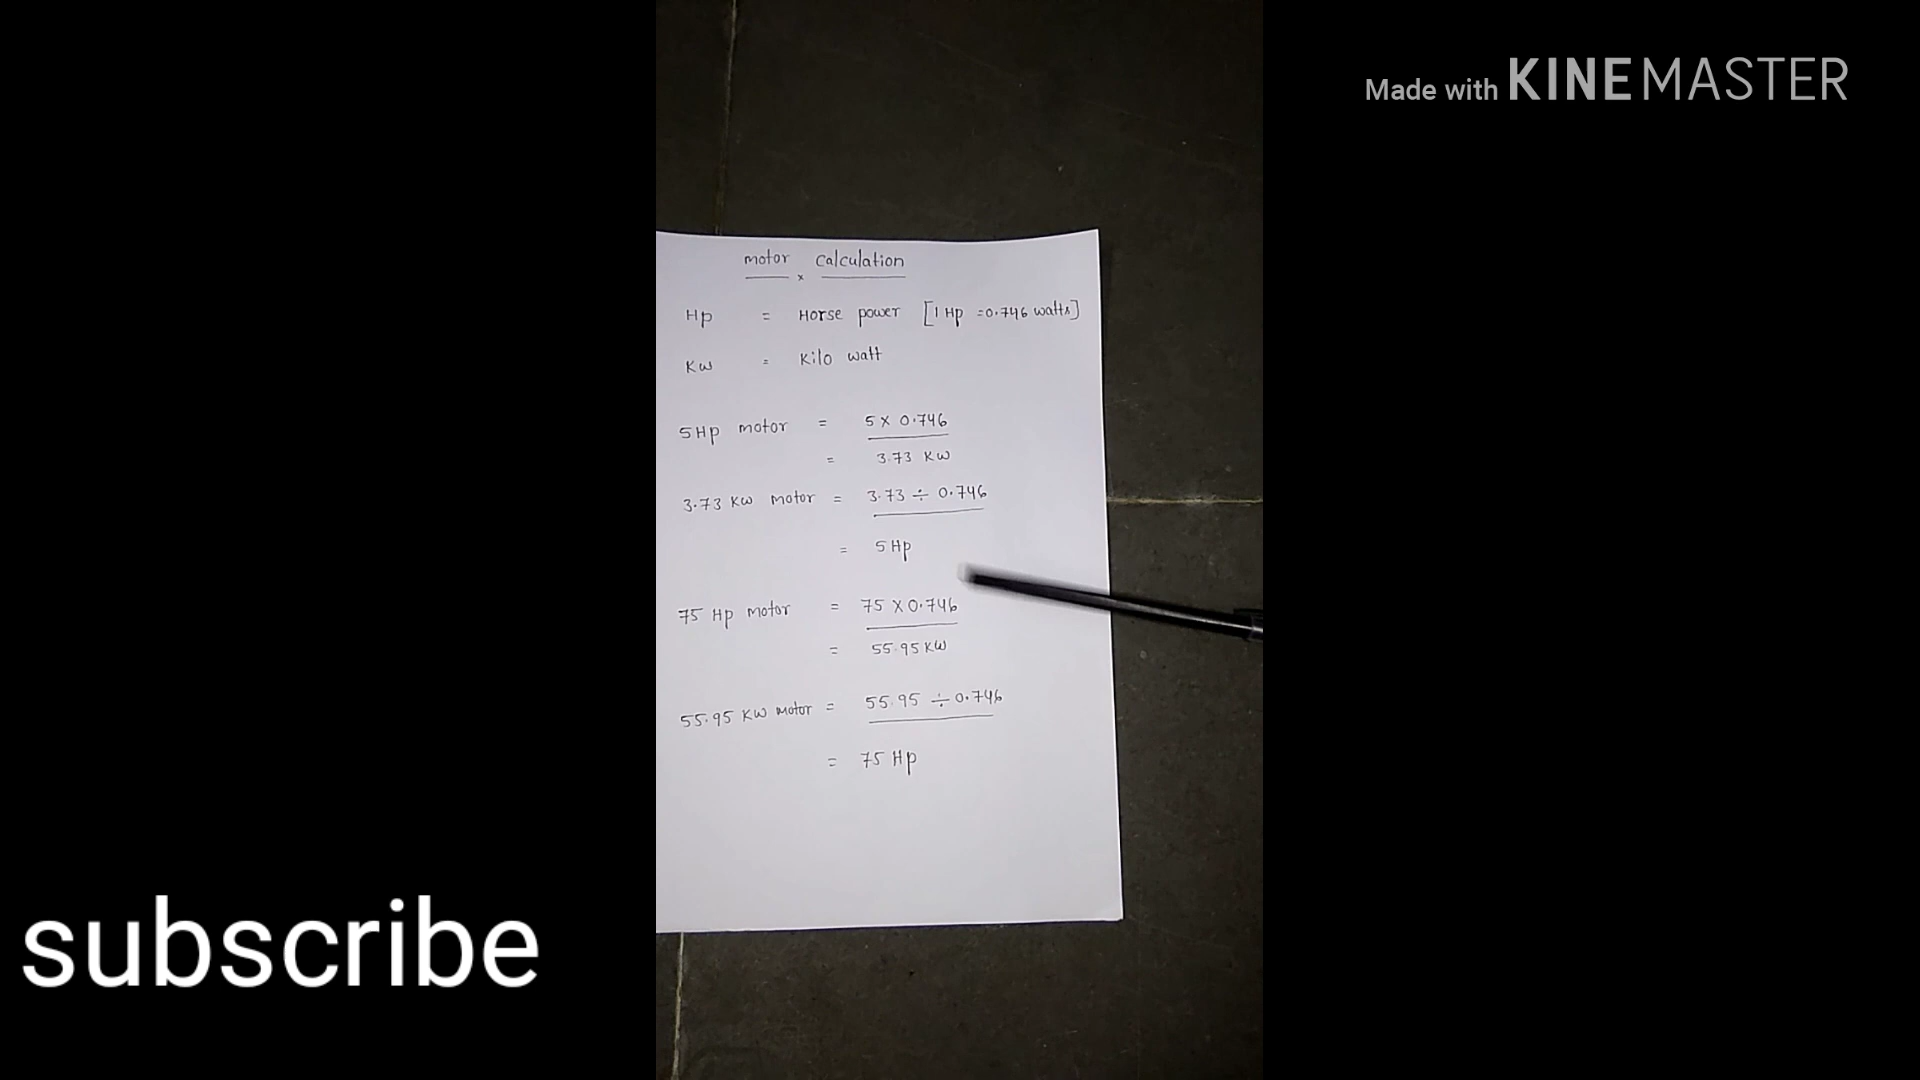 Made with KINEMASTER
motor x Calculation
Hp = Horse power [1 Hp = 0.746 watts]
Kw = Kilo watt
5Hp motor = 5 X 0.746
= 3.73 Kw
3.73 Kw motor = 3.73 ÷ 0.746
= 5 Hp
75 Hp motor = 75 X 0.746
= 55.95 KW
55.95 KW motor = 55.95 ÷ 0.746
= 75 Hp
subscribe